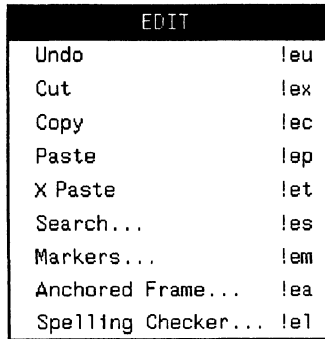 EDIT
Undo !eu
Cut !ex
Copy !ec
Paste !ep
X Paste !et
Search... !es
Markers... !em
Anchored Frame... !ea
Spelling Checker... !el